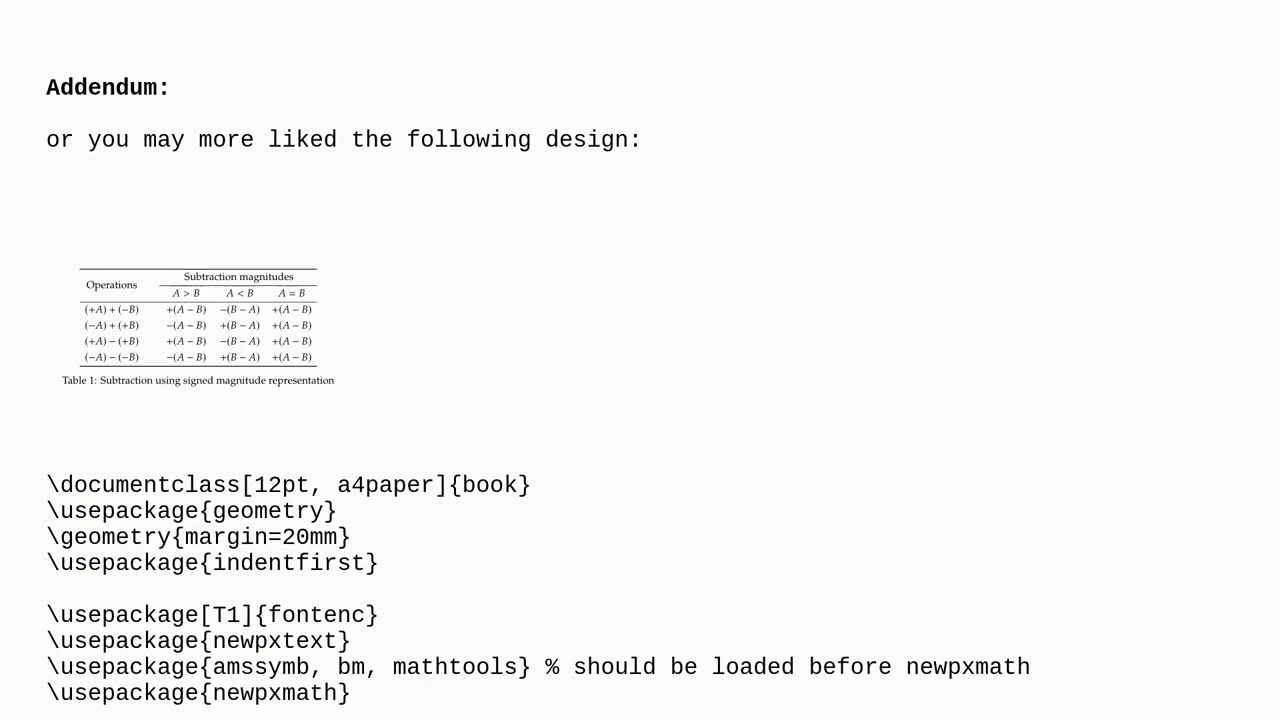 Addendum:
or you may more liked the following design:
Operations
Subtraction magnitudes
A > B A < B A = B
(+A) + (−B) +(A − B) −(B − A) +(A − B)
(−A) + (+B) −(A − B) +(B − A) +(A − B)
(+A) − (+B) +(A − B) −(B − A) +(A − B)
(−A) − (−B) −(A − B) +(B − A) +(A − B)
Table 1: Subtraction using signed magnitude representation
\documentclass[12pt, a4paper]{book}
\usepackage{geometry}
\geometry{margin=20mm}
\usepackage{indentfirst}
\usepackage[T1]{fontenc}
\usepackage{newpxtext}
\usepackage{amssymb, bm, mathtools} % should be loaded before newpxmath
\usepackage{newpxmath}